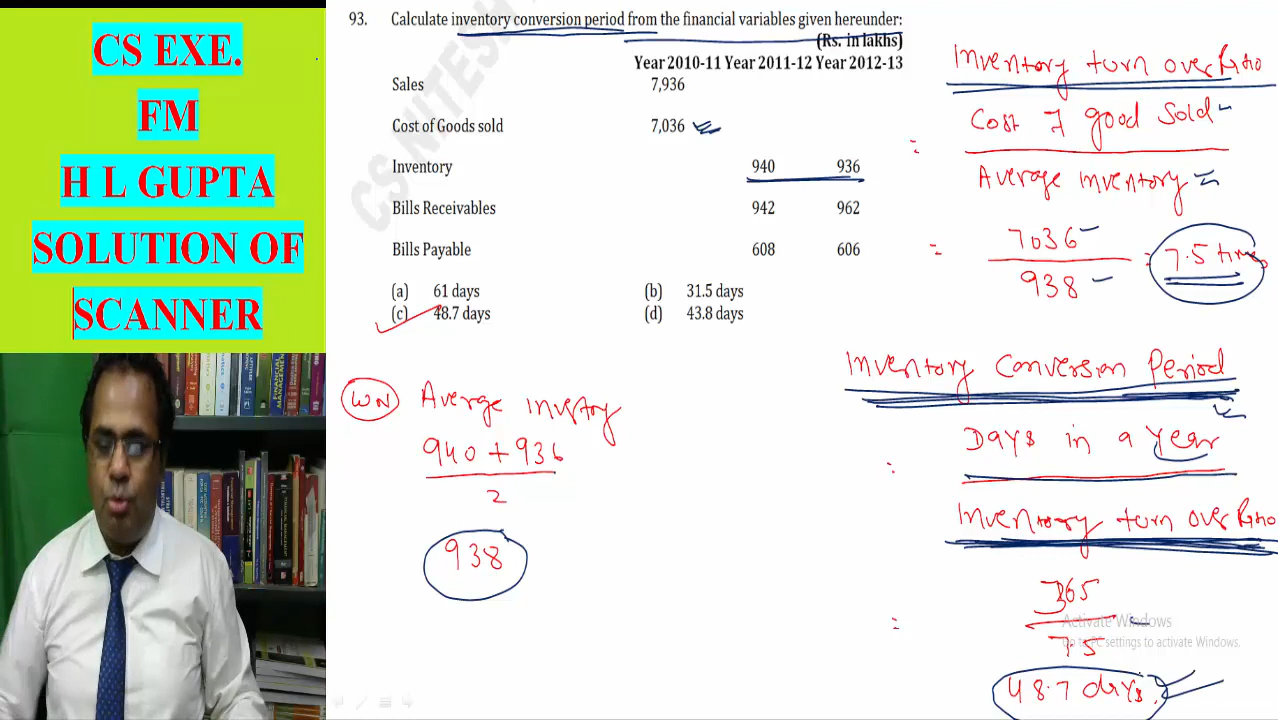 CS EXE.
FM
H L GUPTA
SOLUTION OF
SCANNER
93. Calculate inventory conversion period from the financial variables given hereunder:
(Rs. in lakhs)
Year 2010-11 Year 2011-12 Year 2012-13
Sales 7,936
Cost of Goods sold 7,036
Inventory 940 936
Bills Receivables 942 962
Bills Payable 608 606
(a) 61 days (b) 31.5 days
(c) 48.7 days (d) 43.8 days
WN Average Inventory
940 + 936
2
938
Inventory turn over Ratio
= Cost of good sold
Average Inventory
= 7036
938
= 7.5 times
Inventory Conversion Period
= Days in a Year
Inventory turn over Ratio
= 365
7.5
48.7 days
Activate Windows
Go to PC settings to activate Windows.
CS NITESH